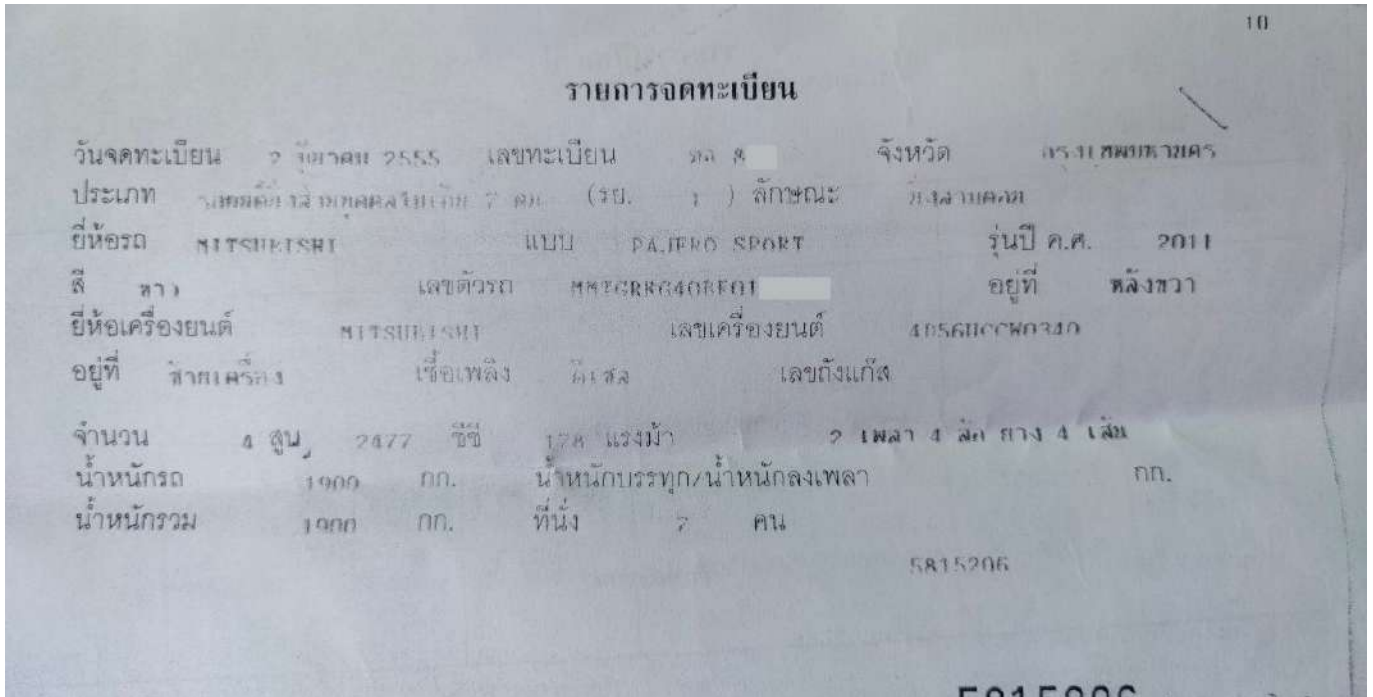 10
รายการจดทะเบียน
วันจดทะเบียน 2 2555 เลขทะเบียน จังหวัด กรุงเทพมหานคร
ประเภท รถยนต์นั่งส่วนบุคคลไม่เกิน 7 คน (รย. 1 ) ลักษณะ
ยี่ห้อรถ MITSUBISHI แบบ PAJERO SPORT รุ่นปี ค.ศ. 2011
สี ขาว เลขตัวรถ อยู่ที่ หลังขวา
ยี่ห้อเครื่องยนต์ MITSUBISHI เลขเครื่องยนต์
อยู่ที่ ซ้ายเครื่อง เชื้อเพลิง ดีเซล เลขถังแก๊ส
จำนวน 4 สูบ 2477 ซีซี 178 แรงม้า 2 เพลา 4 ล้อ ยาง 4 เส้น
น้ำหนักรถ 1900 กก. น้ำหนักบรรทุก/น้ำหนักลงเพลา กก.
น้ำหนักรวม 1900 กก. ที่นั่ง 7 คน
5815206